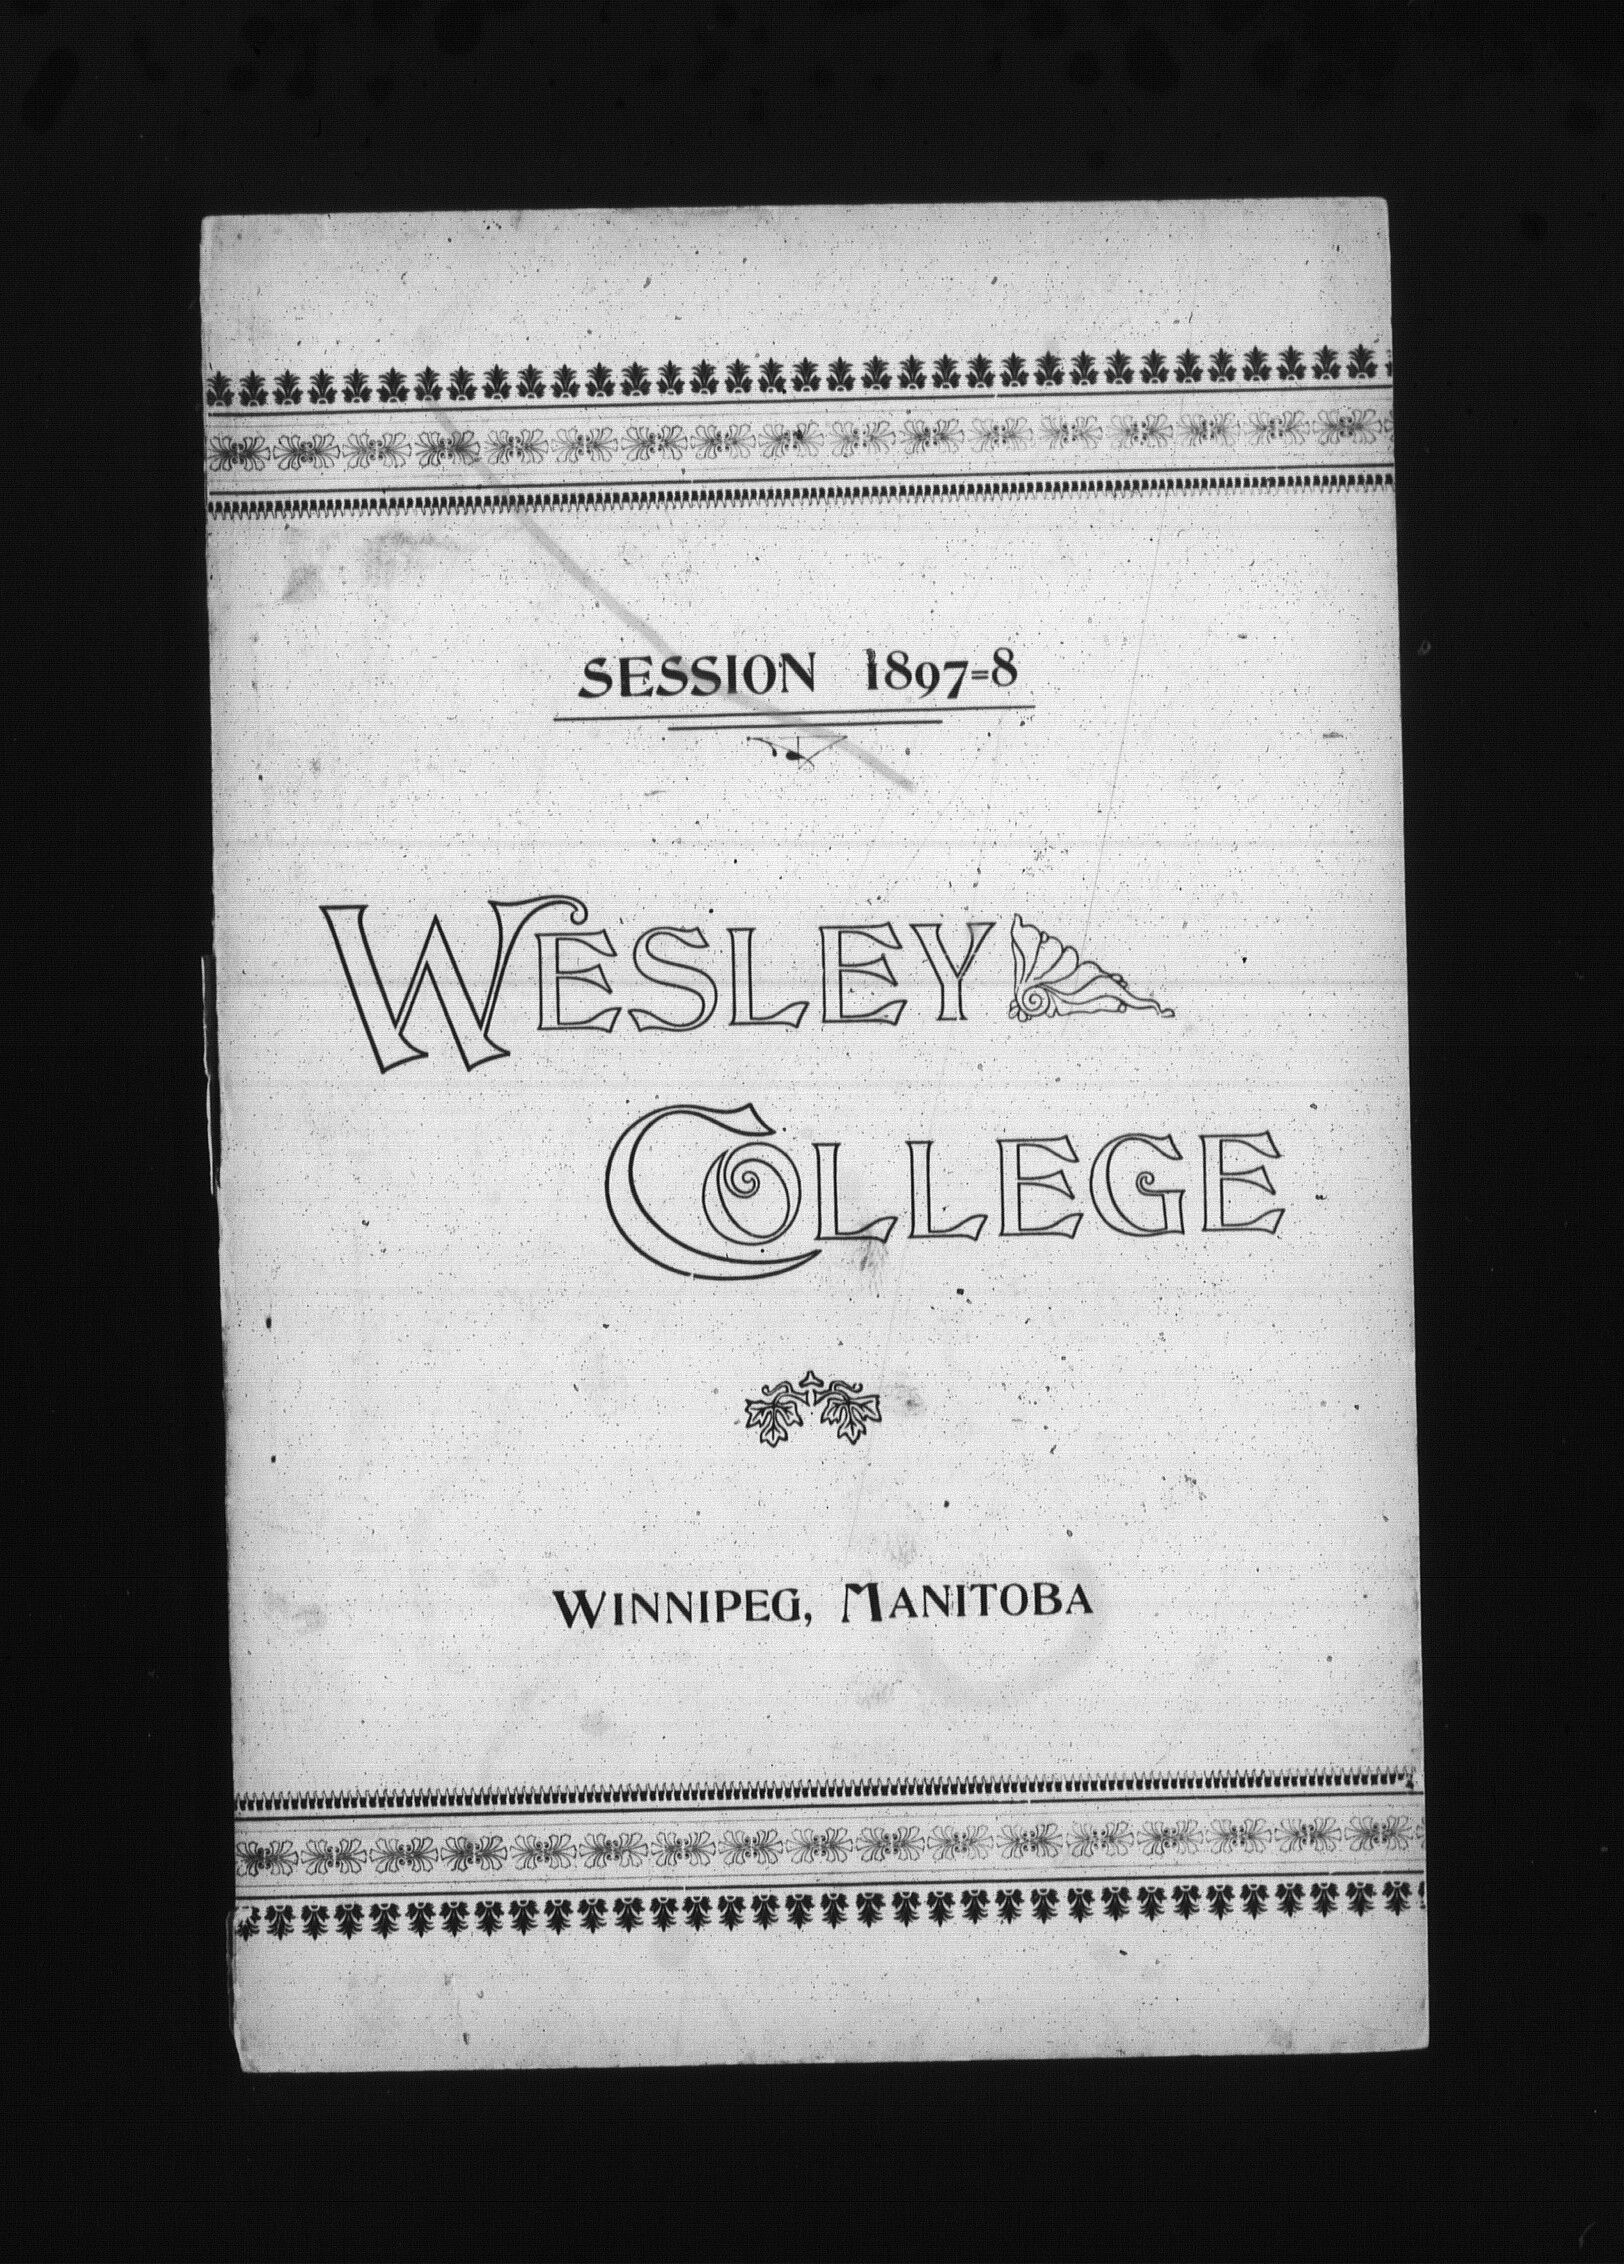 SESSION 1897=8
WESLEY
COLLEGE
WINNIPEG, MANITOBA